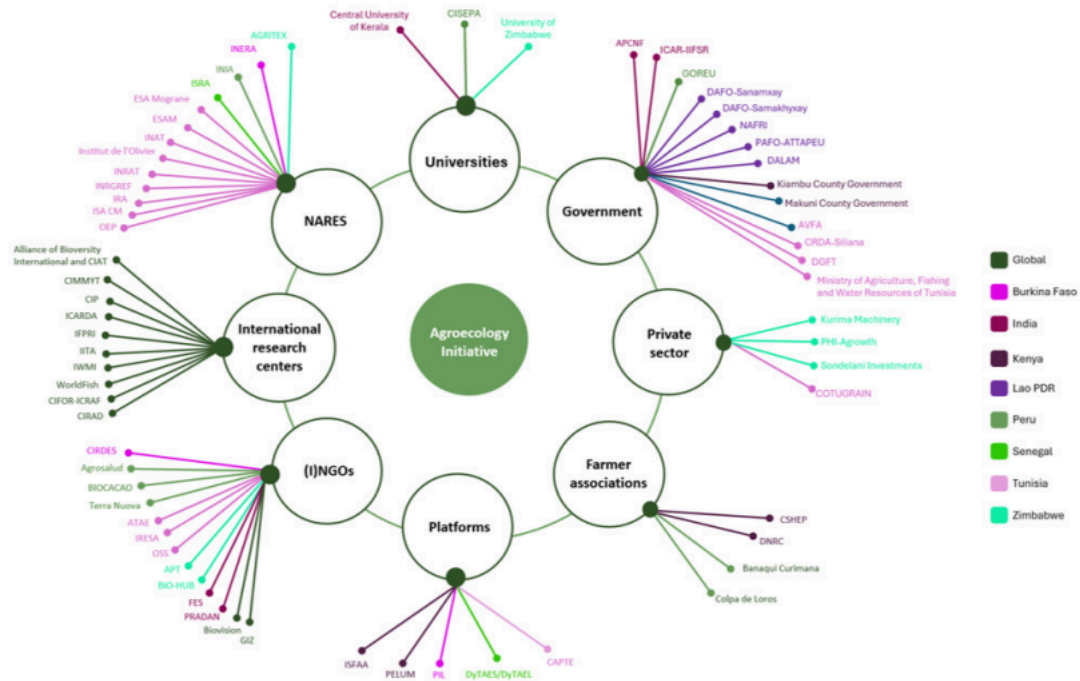 Central University
of Kerala
CISEPA
University of
Zimbabwe
AGRITEX
INERA
INIA
ISRA
ESA Mograne
ESAM
INAT
Institut de l'Olivier
INRAT
INRGREF
IRA
ISA CM
OEP
APCNF
ICAR-IIFSR
GOREU
DAFO-Sanamxay
DAFO-Samakhyxay
NAFRI
PAFO-ATTAPEU
DALAM
Kiambu County Government
Makuni County Government
AVFA
CRDA-Siliana
DGFT
Ministry of Agriculture, Fishing
and Water Resources of Tunisia
Universities
Government
NARES
Alliance of Bioversity
International and CIAT
CIMMYT
CIP
ICARDA
IFPRI
IITA
IWMI
WorldFish
CIFOR-ICRAF
CIRAD
International
research
centers
Agroecology
Initiative
Private
sector
Kurima Machinery
PHI-Agrowth
Sondelani Investments
COTUGRAIN
Global
Burkina Faso
India
Kenya
Lao PDR
Peru
Senegal
Tunisia
Zimbabwe
CIRDES
Agrosalud
BIOCACAO
Terra Nuova
ATAE
IRESA
OSS
APT
BIO-HUB
FES
PRADAN
Biovision
GIZ
(I)NGOs
Platforms
Farmer
associations
CSHEP
DNRC
Banaqui Curimana
Colpa de Loros
ISFAA
PELUM
PIL
DyTAES/DyTAEL
CAPTE